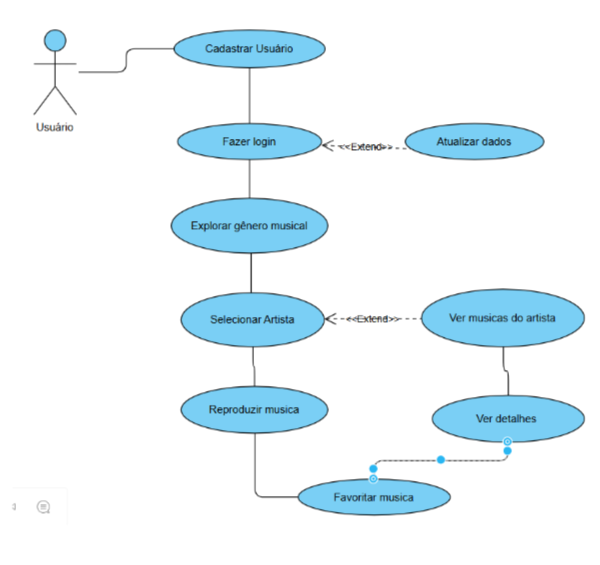 Cadastrar Usuário
Usuário
Fazer login
<<Extend>>
Atualizar dados
Explorar gênero musical
Selecionar Artista
<<Extend>>
Ver musicas do artista
Reproduzir musica
Ver detalhes
Favoritar musica